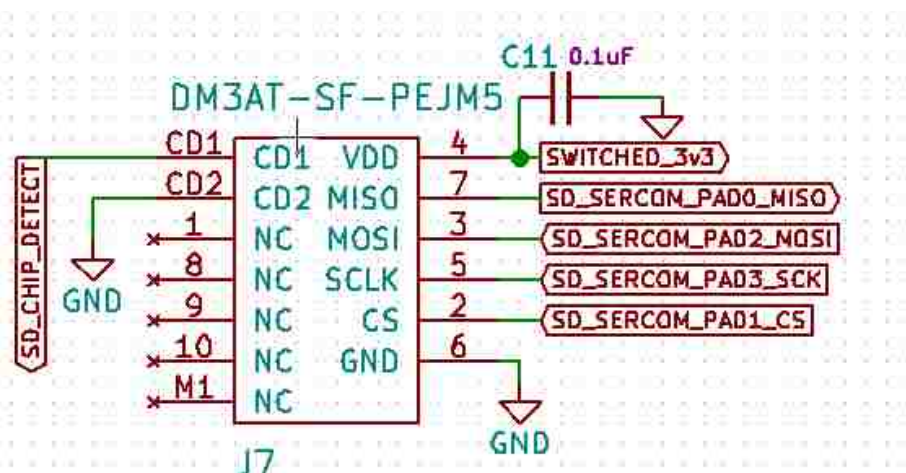 C11 0.1uF
DM3AT-SF-PEJM5
CD1 CD1 VDD 4 SWITCHED_3v3
CD2 CD2 MISO 7 SD_SERCOM_PAD0_MISO
1 NC MOSI 3 SD_SERCOM_PAD2_MOSI
8 NC SCLK 5 SD_SERCOM_PAD3_SCK
9 NC CS 2 SD_SERCOM_PAD1_CS
10 NC GND 6
M1 NC
SD_CHIP_DETECT
GND
GND
J7